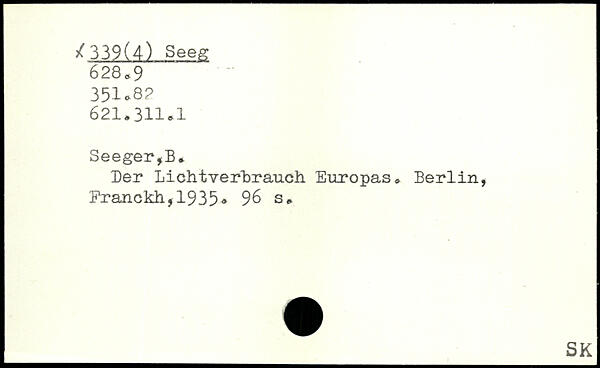 339(4) Seeg
628.9
351.82
621.311.1
Seeger,B.
Der Lichtverbrauch Europas. Berlin,
Franckh,1935. 96 s.
SK